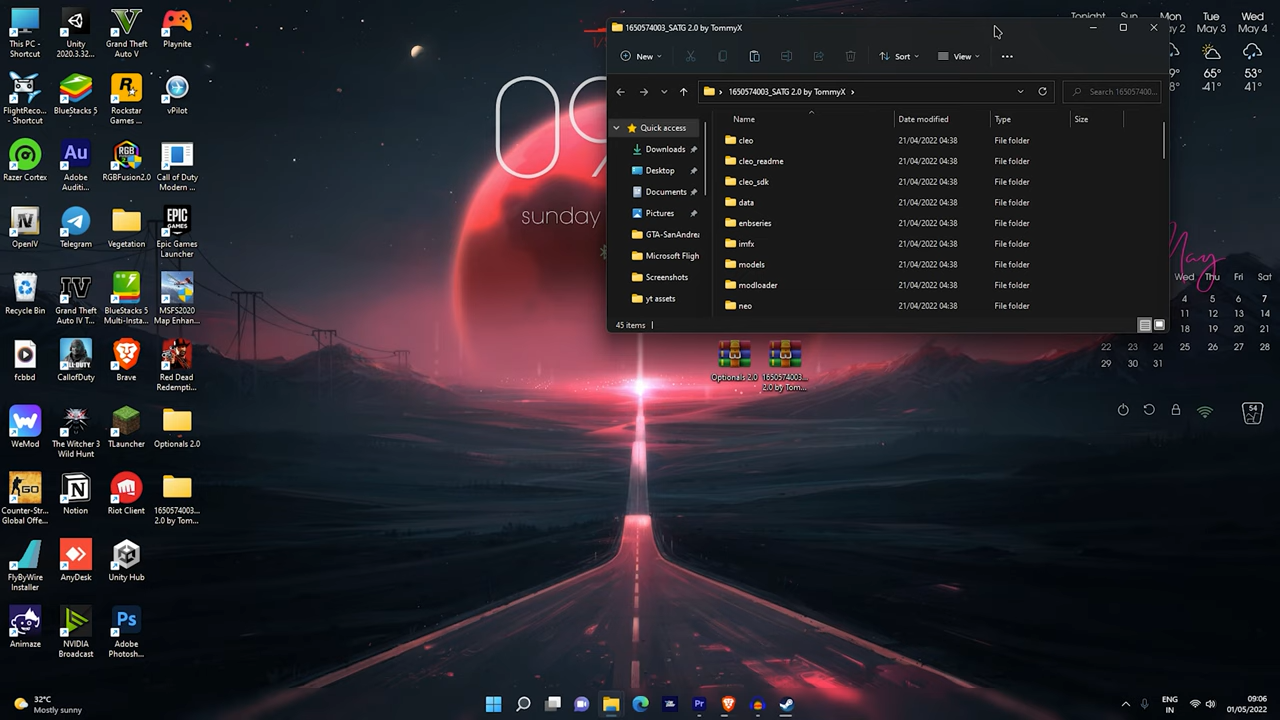 This PC -
Shortcut
Unity
2020.3.32...
Grand Theft
Auto V
Playnite
FlightReco...
- Shortcut
BlueStacks 5
Rockstar
Games ...
vPilot
Razer Cortex
Adobe
Auditi...
RGBFusion2.0
Call of Duty
Modern ...
OpenIV
Telegram
Vegetation
Epic Games
Launcher
Recycle Bin
Grand Theft
Auto IV T...
BlueStacks 5
Multi-Insta...
MSFS2020
Map Enhan...
fcbbd
CallofDuty
Brave
Red Dead
Redempti...
WeMod
The Witcher 3
Wild Hunt
TLauncher
Optionals 2.0
Counter-Str...
Global Offe...
Notion
Riot Client
1650574003...
2.0 by Tom...
FlyByWire
Installer
AnyDesk
Unity Hub
Animaze
NVIDIA
Broadcast
Adobe
Photosh...
sunday
1650574003_SATG 2.0 by TommyX
New
Sort
View
1650574003_SATG 2.0 by TommyX
Search 16505740...
Quick access
Downloads
Desktop
Documents
Pictures
GTA-SanAndrea
Microsoft Fligh
Screenshots
yt assets
Name Date modified Type Size
cleo 21/04/2022 04:38 File folder
cleo_readme 21/04/2022 04:38 File folder
cleo_sdk 21/04/2022 04:38 File folder
data 21/04/2022 04:38 File folder
enbseries 21/04/2022 04:38 File folder
imfx 21/04/2022 04:38 File folder
models 21/04/2022 04:38 File folder
modloader 21/04/2022 04:38 File folder
neo 21/04/2022 04:38 File folder
45 items
Optionals 2.0
1650574003...
2.0 by Tom...
Tonight Sun Mon Tue Wed
May 3 May 4
65° 53°
-41° -41°
May
Wed Thu Fri Sat
4 5 6 7
11 12 13 14
18 19 20 21
22 23 24 25 26 27 28
29 30 31
54
32°C
Mostly sunny
ENG
IN
09:06
01/05/2022